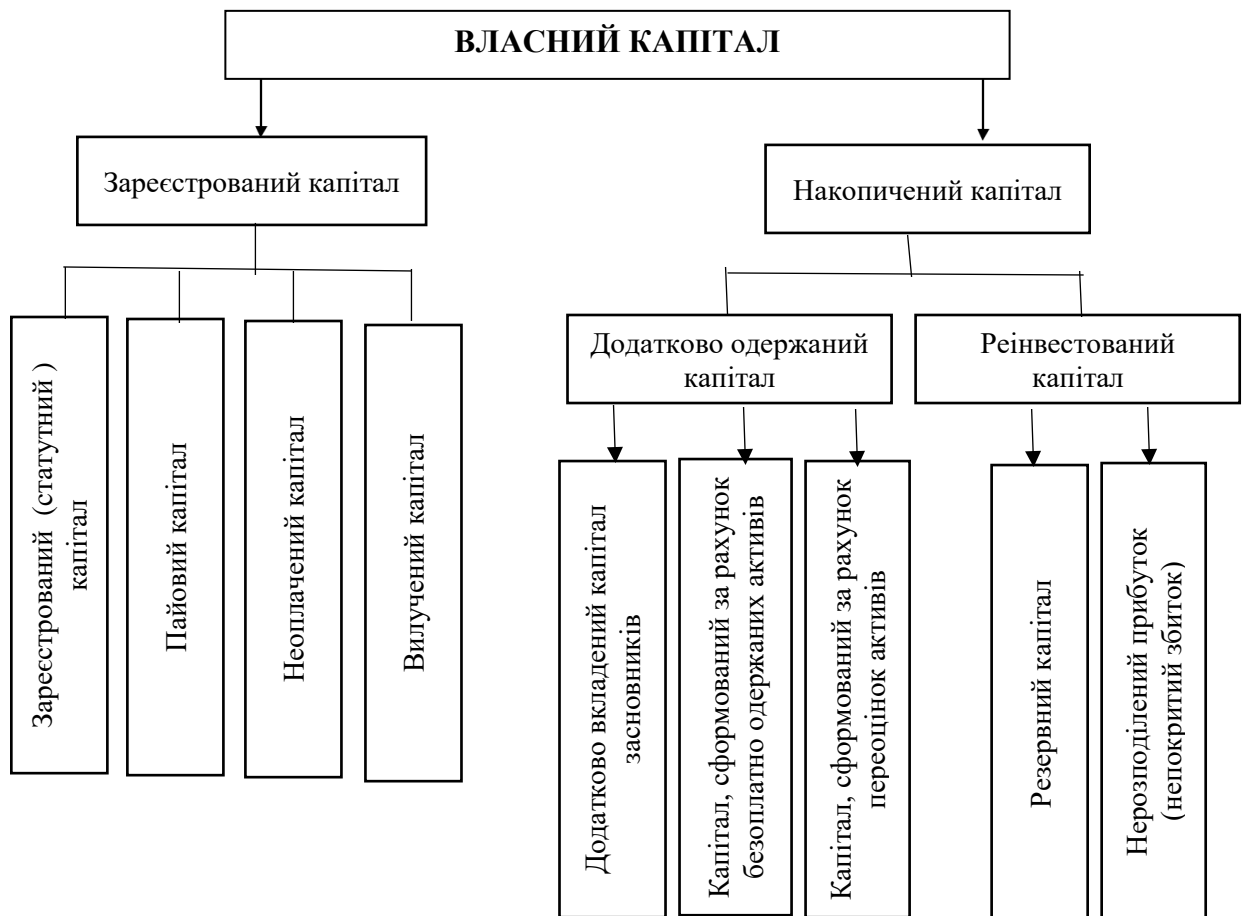 ВЛАСНИЙ КАПІТАЛ
Зареєстрований капітал
Накопичений капітал
Зареєстрований (статутний )
капітал
Пайовий капітал
Неоплачений капітал
Вилучений капітал
Додатково одержаний
капітал
Реінвестований
капітал
Додатково вкладений капітал
засновників
Капітал, сформований за рахунок
безоплатно одержаних активів
Капітал, сформований за рахунок
переоцінок активів
Резервний капітал
Нерозподілений прибуток
(непокритий збиток)